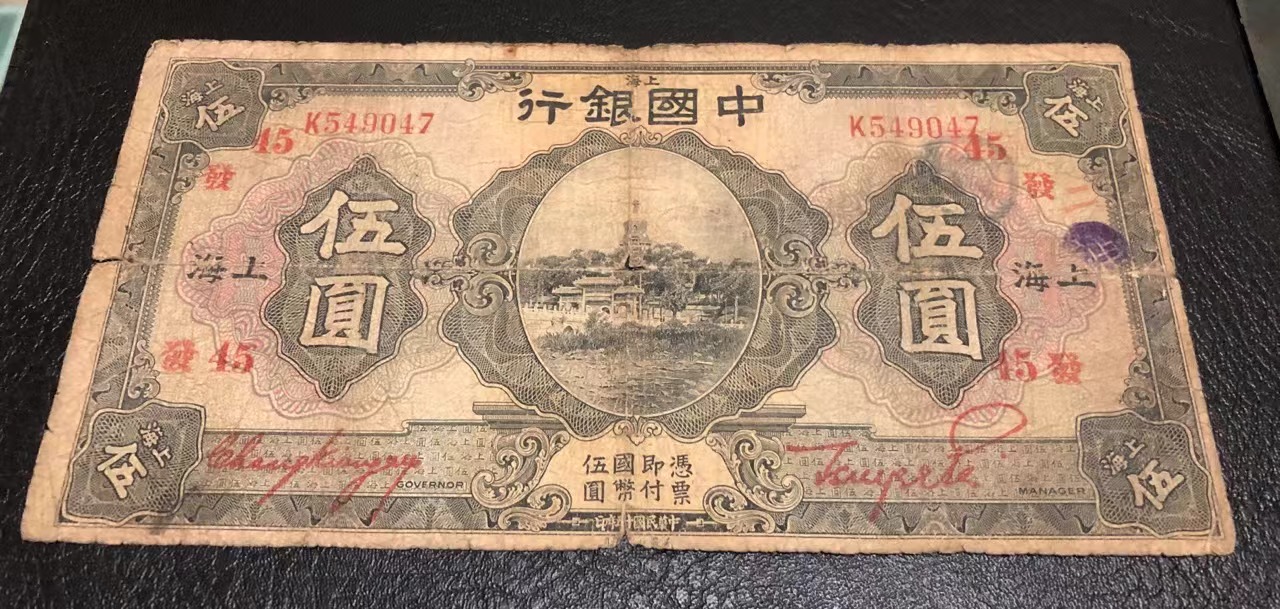 上海
中國銀行
上海
伍
上海
伍
K549047
K549047
45
45
發
發
伍圓
伍圓
上海
上海
發 45
45 發
上海
伍
上海
伍
憑票
即付
國幣
伍圓
GOVERNOR
MANAGER